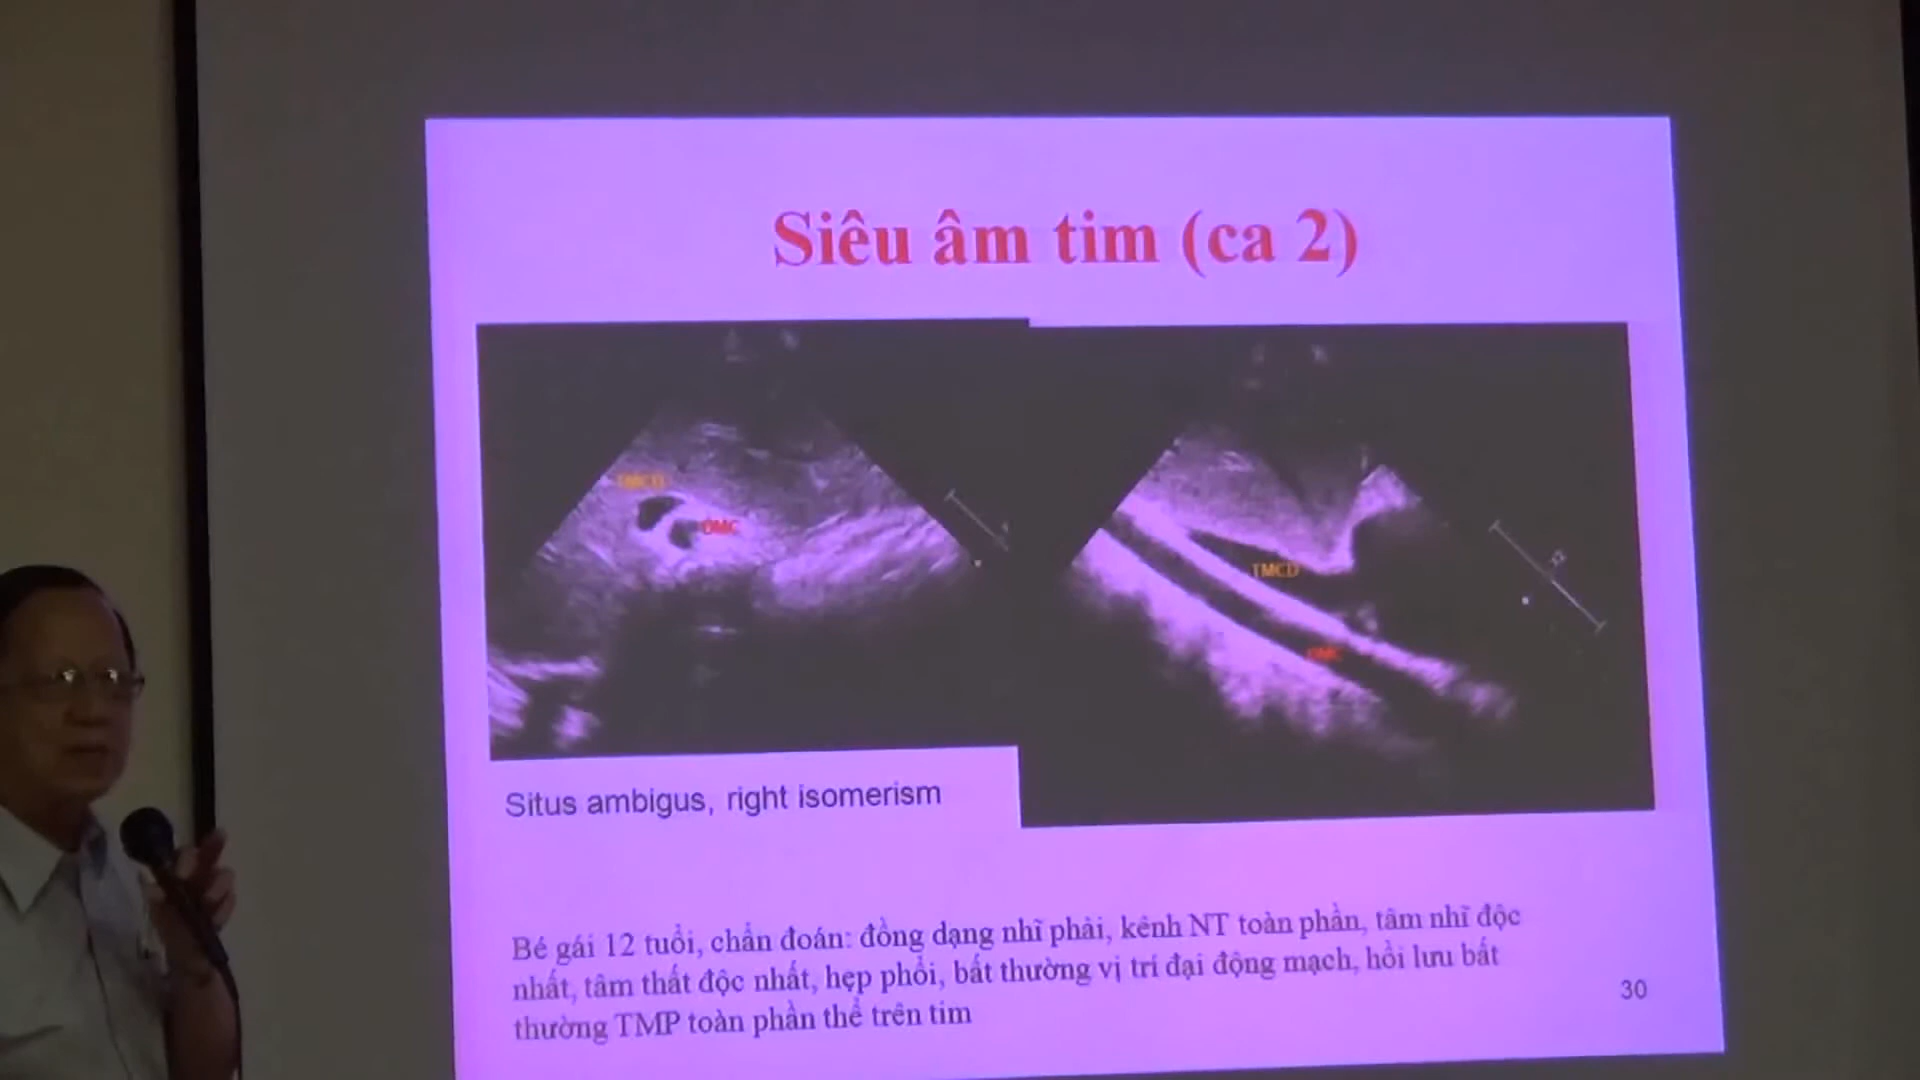 Siêu âm tim (ca 2)
TMCD
ĐMC
TMCD
ĐMC
Situs ambigus, right isomerism
Bé gái 12 tuổi, chẩn đoán: đồng dạng nhĩ phải, kênh NT toàn phần, tâm nhĩ độc
nhất, tâm thất độc nhất, hẹp phổi, bất thường vị trí đại động mạch, hồi lưu bất
thường TMP toàn phần thể trên tim
30